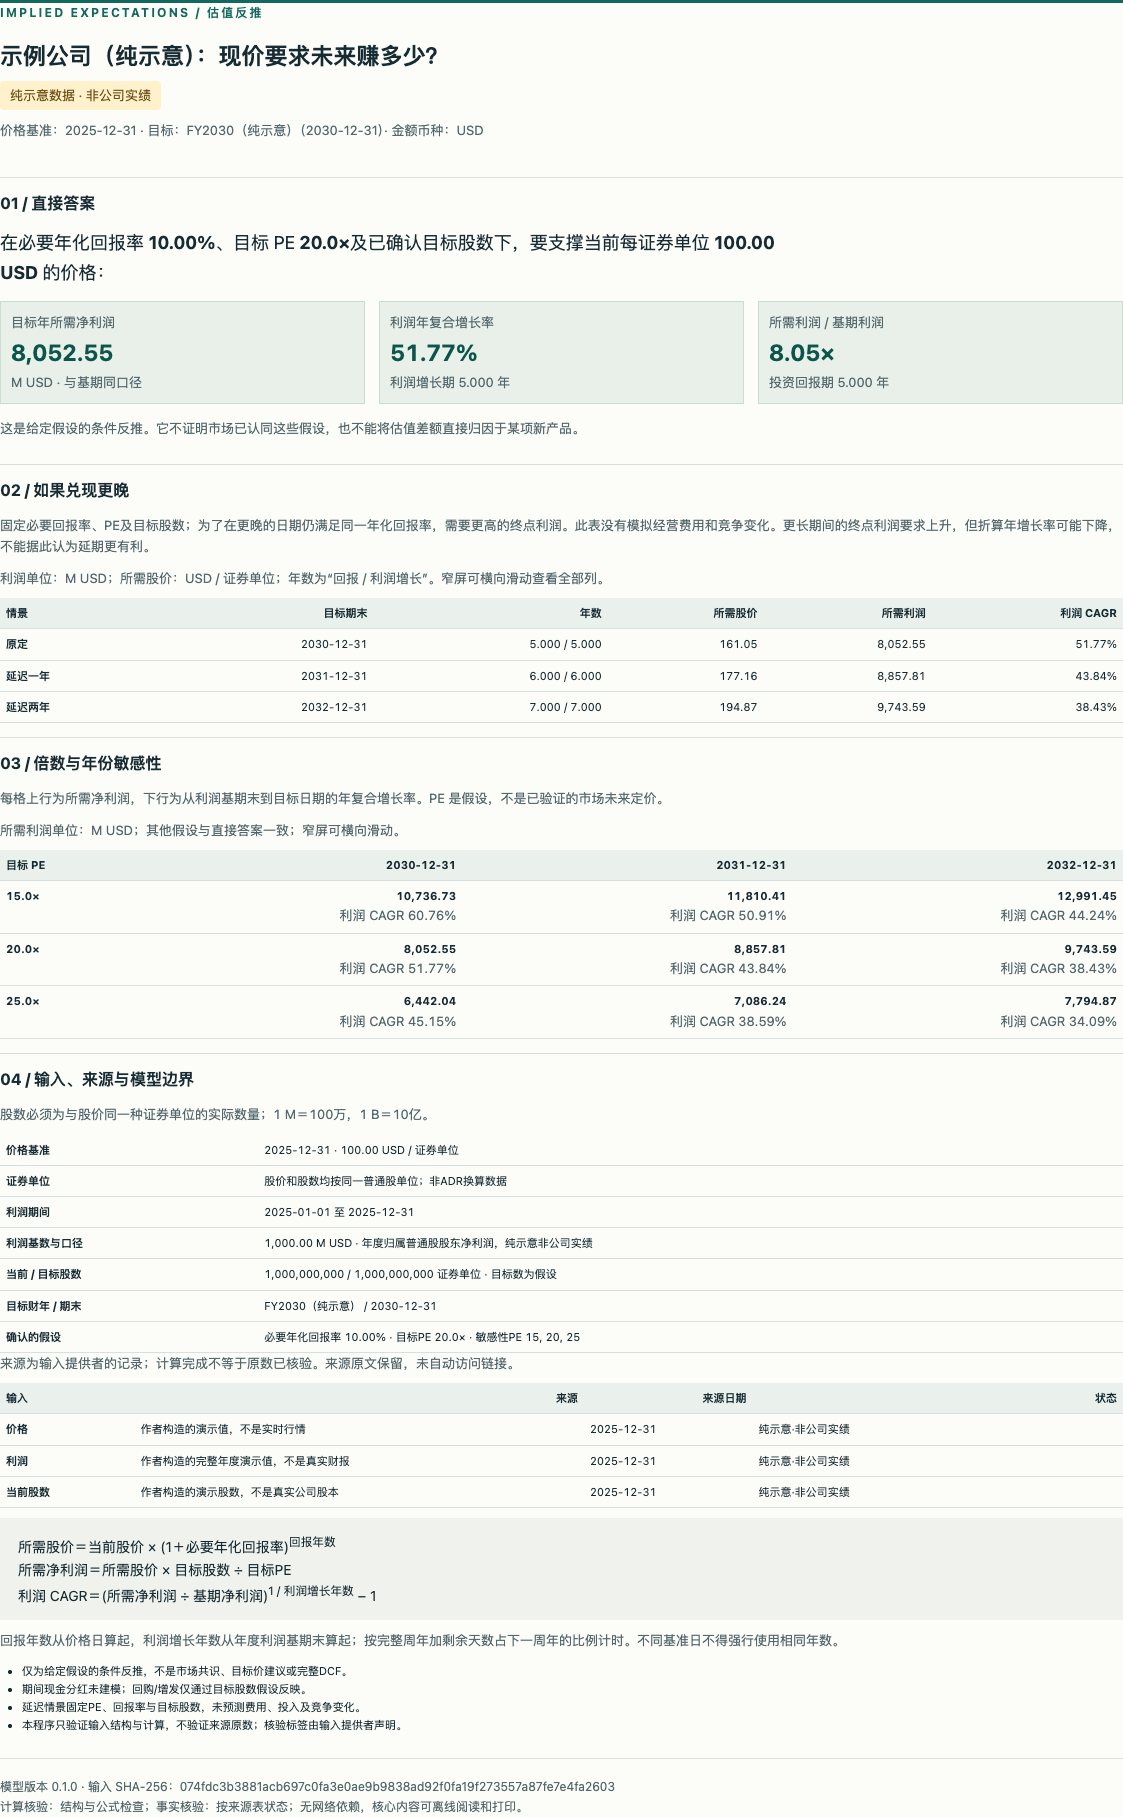 IMPLIED EXPECTATIONS / 估值反推
示例公司（纯示意）：现价要求未来赚多少？
纯示意数据 · 非公司实绩
价格基准：2025-12-31 · 目标：FY2030（纯示意）(2030-12-31) · 金额币种：USD
01 / 直接答案
在必要年化回报率 10.00%、目标 PE 20.0×及已确认目标股数下，要支撑当前每证券单位 100.00
USD 的价格：
目标年所需净利润
8,052.55
M USD · 与基期同口径
利润年复合增长率
51.77%
利润增长期 5.000 年
所需利润 / 基期利润
8.05×
投资回报期 5.000 年
这是给定假设的条件反推。它不证明市场已认同这些假设，也不能将估值差额直接归因于某项新产品。
02 / 如果兑现更晚
固定必要回报率、PE及目标股数；为了在更晚的日期仍满足同一年化回报率，需要更高的终点利润。此表没有模拟经营费用和竞争变化。更长期间的终点利润要求上升，但折算年增长率可能下降，
不能据此认为延期更有利。
利润单位：M USD；所需股价：USD / 证券单位；年数为“回报 / 利润增长”。窄屏可横向滑动查看全部列。
情景 目标期末 年数 所需股价 所需利润 利润 CAGR
原定 2030-12-31 5.000 / 5.000 161.05 8,052.55 51.77%
延迟一年 2031-12-31 6.000 / 6.000 177.16 8,857.81 43.84%
延迟两年 2032-12-31 7.000 / 7.000 194.87 9,743.59 38.43%
03 / 倍数与年份敏感性
每格上行为所需净利润，下行为从利润基期末到目标日期的年复合增长率。PE 是假设，不是已验证的市场未来定价。
所需利润单位：M USD；其他假设与直接答案一致；窄屏可横向滑动。
目标 PE 2030-12-31 2031-12-31 2032-12-31
15.0× 10,736.73 11,810.41 12,991.45
利润 CAGR 60.76% 利润 CAGR 50.91% 利润 CAGR 44.24%
20.0× 8,052.55 8,857.81 9,743.59
利润 CAGR 51.77% 利润 CAGR 43.84% 利润 CAGR 38.43%
25.0× 6,442.04 7,086.24 7,794.87
利润 CAGR 45.15% 利润 CAGR 38.59% 利润 CAGR 34.09%
04 / 输入、来源与模型边界
股数必须为与股价同一种证券单位的实际数量；1 M＝100万，1 B＝10亿。
价格基准 2025-12-31 · 100.00 USD / 证券单位
证券单位 股价和股数均按同一普通股单位；非ADR换算数据
利润期间 2025-01-01 至 2025-12-31
利润基数与口径 1,000.00 M USD · 年度归属普通股股东净利润，纯示意非公司实绩
当前 / 目标股数 1,000,000,000 / 1,000,000,000 证券单位 · 目标数为假设
目标财年 / 期末 FY2030（纯示意） / 2030-12-31
确认的假设 必要年化回报率 10.00% · 目标PE 20.0× · 敏感性PE 15, 20, 25
来源为输入提供者的记录；计算完成不等于原数已核验。来源原文保留，未自动访问链接。
输入 来源 来源日期 状态
价格 作者构造的演示值，不是实时行情 2025-12-31 纯示意·非公司实绩
利润 作者构造的完整年度演示值，不是真实财报 2025-12-31 纯示意·非公司实绩
当前股数 作者构造的演示股数，不是真实公司股本 2025-12-31 纯示意·非公司实绩
所需股价＝当前股价 × (1＋必要年化回报率)回报年数
所需净利润＝所需股价 × 目标股数 ÷ 目标PE
利润 CAGR＝(所需净利润 ÷ 基期净利润)1 / 利润增长年数 − 1
回报年数从价格日算起，利润增长年数从年度利润基期末算起；按完整周年加剩余天数占下一周年的比例计时。不同基准日不得强行使用相同年数。
• 仅为给定假设的条件反推，不是市场共识、目标价建议或完整DCF。
• 期间现金分红未建模；回购/增发仅通过目标股数假设反映。
• 延迟情景固定PE、回报率与目标股数，未预测费用、投入及竞争变化。
• 本程序只验证输入结构与计算，不验证来源原数；核验标签由输入提供者声明。
模型版本 0.1.0 · 输入 SHA-256：074fdc3b3881acb697c0fa3e0ae9b9838ad92f0fa19f273557a87fe7e4fa2603
计算核验：结构与公式检查；事实核验：按来源表状态；无网络依赖，核心内容可离线阅读和打印。